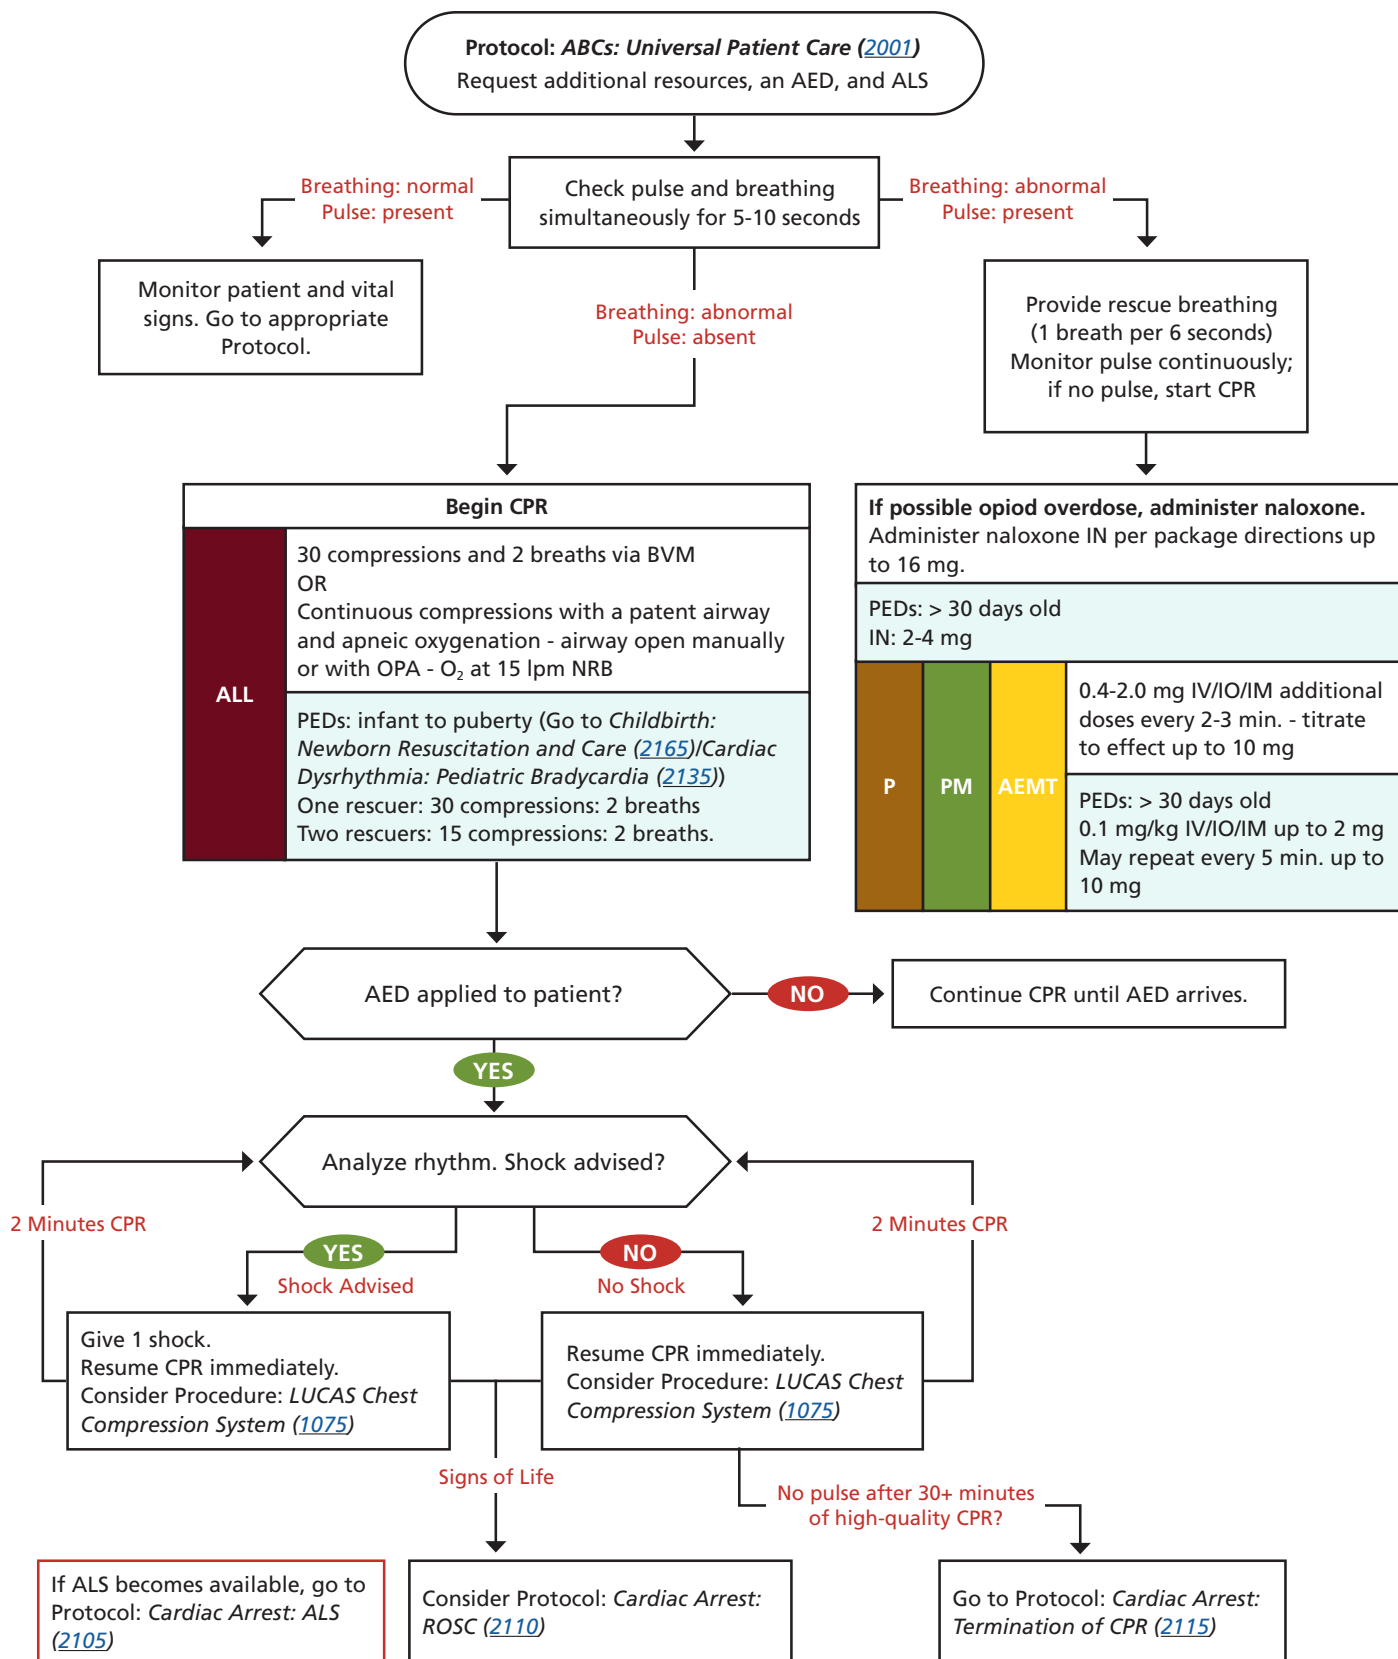 Protocol: ABCs: Universal Patient Care (2001)
Request additional resources, an AED, and ALS
Check pulse and breathing
simultaneously for 5-10 seconds
Breathing: normal
Pulse: present
Breathing: abnormal
Pulse: present
Monitor patient and vital
signs. Go to appropriate
Protocol.
Breathing: abnormal
Pulse: absent
Provide rescue breathing
(1 breath per 6 seconds)
Monitor pulse continuously;
if no pulse, start CPR
Begin CPR
ALL
30 compressions and 2 breaths via BVM
OR
Continuous compressions with a patent airway
and apneic oxygenation - airway open manually
or with OPA - O₂ at 15 lpm NRB
PEDs: infant to puberty (Go to Childbirth:
Newborn Resuscitation and Care (2165)/Cardiac
Dysrhythmia: Pediatric Bradycardia (2135))
One rescuer: 30 compressions: 2 breaths
Two rescuers: 15 compressions: 2 breaths.
If possible opiod overdose, administer naloxone.
Administer naloxone IN per package directions up
to 16 mg.
PEDs: > 30 days old
IN: 2-4 mg
P
PM
AEMT
0.4-2.0 mg IV/IO/IM additional
doses every 2-3 min. - titrate
to effect up to 10 mg
PEDs: > 30 days old
0.1 mg/kg IV/IO/IM up to 2 mg
May repeat every 5 min. up to
10 mg
AED applied to patient?
NO
Continue CPR until AED arrives.
YES
Analyze rhythm. Shock advised?
2 Minutes CPR
2 Minutes CPR
YES
Shock Advised
NO
No Shock
Give 1 shock.
Resume CPR immediately.
Consider Procedure: LUCAS Chest
Compression System (1075)
Resume CPR immediately.
Consider Procedure: LUCAS Chest
Compression System (1075)
Signs of Life
No pulse after 30+ minutes
of high-quality CPR?
If ALS becomes available, go to
Protocol: Cardiac Arrest: ALS
(2105)
Consider Protocol: Cardiac Arrest:
ROSC (2110)
Go to Protocol: Cardiac Arrest:
Termination of CPR (2115)